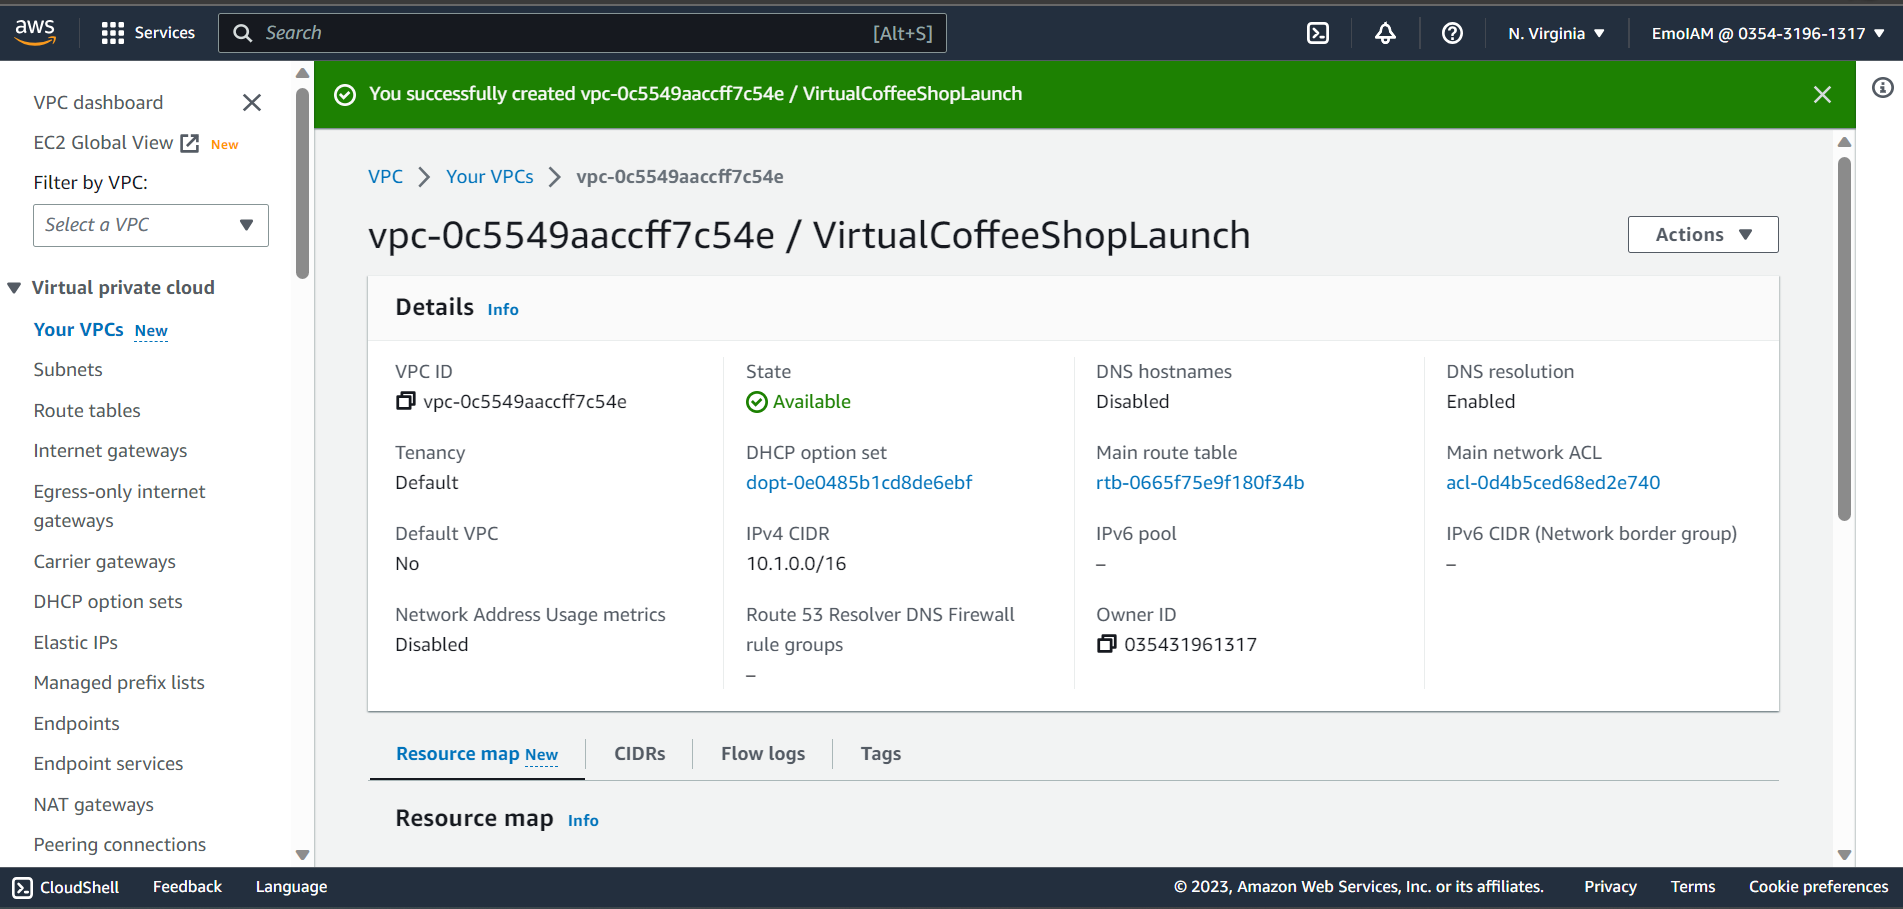 aws
Services
Search [Alt+S]
N. Virginia
EmoIAM @ 0354-3196-1317
VPC dashboard
EC2 Global View New
Filter by VPC:
Select a VPC
Virtual private cloud
Your VPCs New
Subnets
Route tables
Internet gateways
Egress-only internet
gateways
Carrier gateways
DHCP option sets
Elastic IPs
Managed prefix lists
Endpoints
Endpoint services
NAT gateways
Peering connections
You successfully created vpc-0c5549aaccff7c54e / VirtualCoffeeShopLaunch
VPC > Your VPCs > vpc-0c5549aaccff7c54e
vpc-0c5549aaccff7c54e / VirtualCoffeeShopLaunch
Actions
Details Info
VPC ID
vpc-0c5549aaccff7c54e
State
Available
DNS hostnames
Disabled
DNS resolution
Enabled
Tenancy
Default
DHCP option set
dopt-0e0485b1cd8de6ebf
Main route table
rtb-0665f75e9f180f34b
Main network ACL
acl-0d4b5ced68ed2e740
Default VPC
No
IPv4 CIDR
10.1.0.0/16
IPv6 pool
–
IPv6 CIDR (Network border group)
–
Network Address Usage metrics
Disabled
Route 53 Resolver DNS Firewall
rule groups
–
Owner ID
035431961317
Resource map New
CIDRs
Flow logs
Tags
Resource map Info
CloudShell
Feedback
Language
© 2023, Amazon Web Services, Inc. or its affiliates.
Privacy
Terms
Cookie preferences